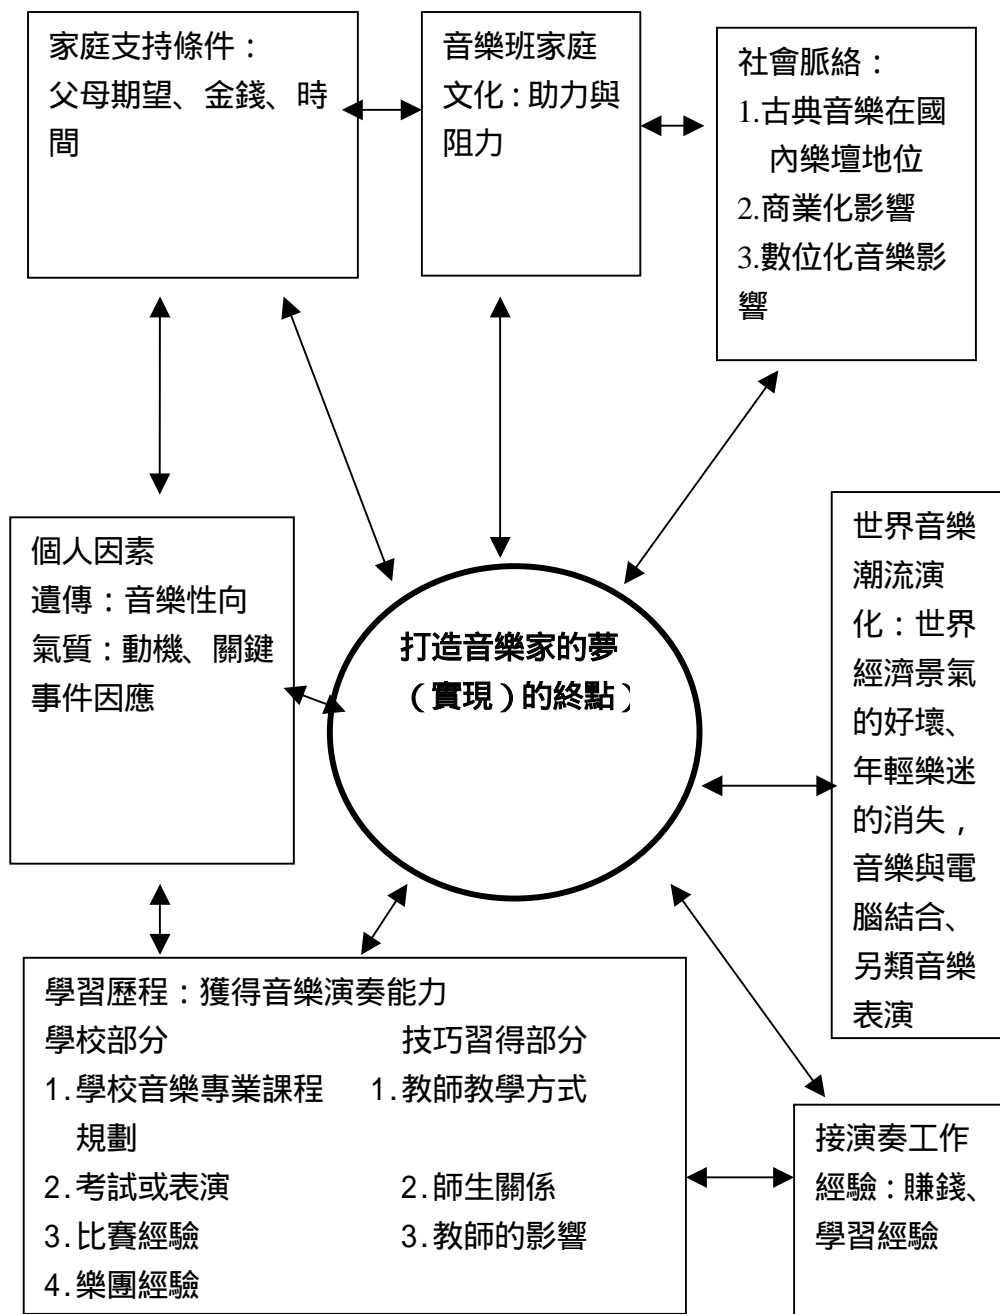 家庭支持條件：
父母期望、金錢、時
間
音樂班家庭
文化：助力與
阻力
社會脈絡：
1.古典音樂在國
內樂壇地位
2.商業化影響
3.數位化音樂影
響
個人因素
遺傳：音樂性向
氣質：動機、關鍵
事件因應
打造音樂家的夢
（實現）的終點）
世界音樂
潮流演
化：世界
經濟景氣
的好壞、
年輕樂迷
的消失，
音樂與電
腦結合、
另類音樂
表演
學習歷程：獲得音樂演奏能力
學校部分 技巧習得部分
1.學校音樂專業課程 1.教師教學方式
規劃
2.考試或表演 2.師生關係
3.比賽經驗 3.教師的影響
4.樂團經驗
接演奏工作
經驗：賺錢、
學習經驗